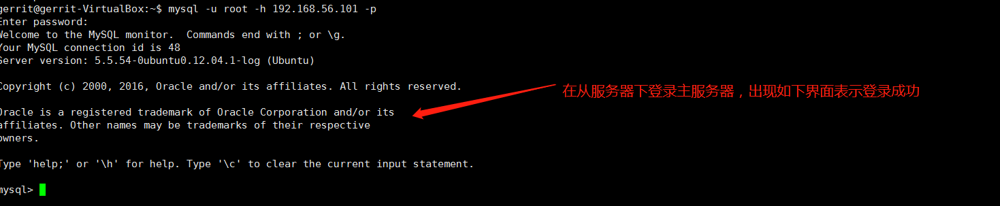 gerrit@gerrit-VirtualBox:~$ mysql -u root -h 192.168.56.101 -p
Enter password:
Welcome to the MySQL monitor.  Commands end with ; or \g.
Your MySQL connection id is 48
Server version: 5.5.54-0ubuntu0.12.04.1-log (Ubuntu)
Copyright (c) 2000, 2016, Oracle and/or its affiliates. All rights reserved.
在从服务器下登录主服务器，出现如下界面表示登录成功
Oracle is a registered trademark of Oracle Corporation and/or its
affiliates. Other names may be trademarks of their respective
owners.
Type 'help;' or '\h' for help. Type '\c' to clear the current input statement.
mysql>